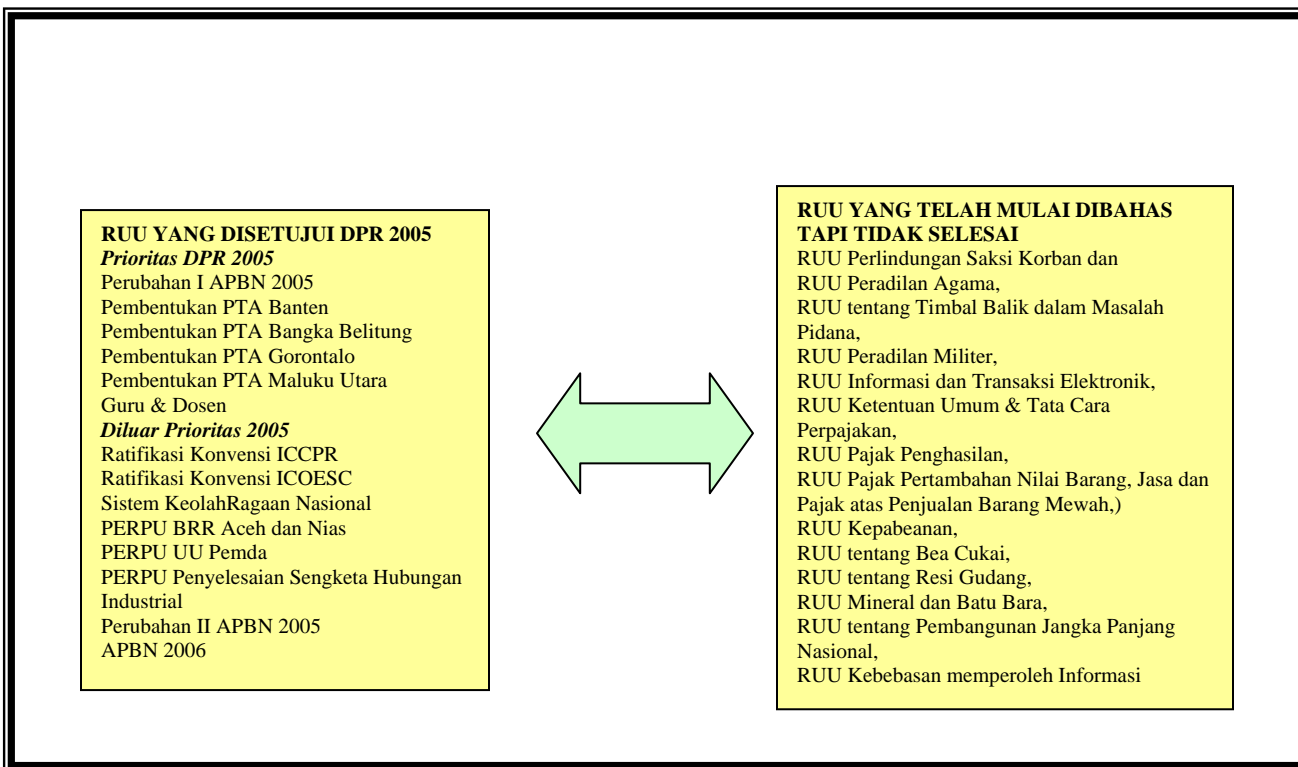 RUU YANG DISETUJUI DPR 2005
Prioritas DPR 2005
Perubahan I APBN 2005
Pembentukan PTA Banten
Pembentukan PTA Bangka Belitung
Pembentukan PTA Gorontalo
Pembentukan PTA Maluku Utara
Guru & Dosen
Diluar Prioritas 2005
Ratifikasi Konvensi ICCPR
Ratifikasi Konvensi ICOESC
Sistem KeolahRagaan Nasional
PERPU BRR Aceh dan Nias
PERPU UU Pemda
PERPU Penyelesaian Sengketa Hubungan
Industrial
Perubahan II APBN 2005
APBN 2006
RUU YANG TELAH MULAI DIBAHAS
TAPI TIDAK SELESAI
RUU Perlindungan Saksi Korban dan
RUU Peradilan Agama,
RUU tentang Timbal Balik dalam Masalah
Pidana,
RUU Peradilan Militer,
RUU Informasi dan Transaksi Elektronik,
RUU Ketentuan Umum & Tata Cara
Perpajakan,
RUU Pajak Penghasilan,
RUU Pajak Pertambahan Nilai Barang, Jasa dan
Pajak atas Penjualan Barang Mewah,)
RUU Kepabeanan,
RUU tentang Bea Cukai,
RUU tentang Resi Gudang,
RUU Mineral dan Batu Bara,
RUU tentang Pembangunan Jangka Panjang
Nasional,
RUU Kebebasan memperoleh Informasi